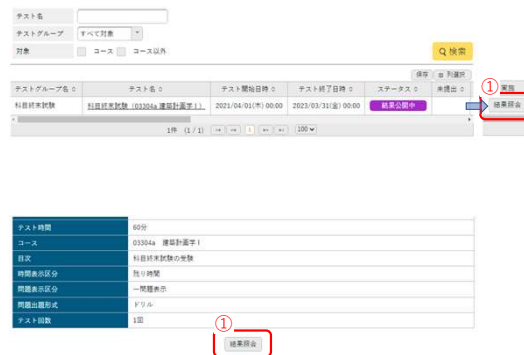 テスト名
テストグループ すべて対象
対象 コース コース以外 検索
保存 列選択
テストグループ名 テスト名 テスト開始日時 テスト終了日時 ステータス 未提出 実施
①
科目終末試験 科目終末試験（03304a 建築計画学Ⅰ） 2021/04/01(木) 00:00 2023/03/31(金) 00:00 結果公開中 結果照会
1件 (1 / 1) 1 100
テスト時間 60分
コース 03304a 建築計画学Ⅰ
目次 科目終末試験の受験
時間表示区分 残り時間
問題表示区分 一問題表示
問題出題形式 ドリル
テスト回数 1回
①
結果照会